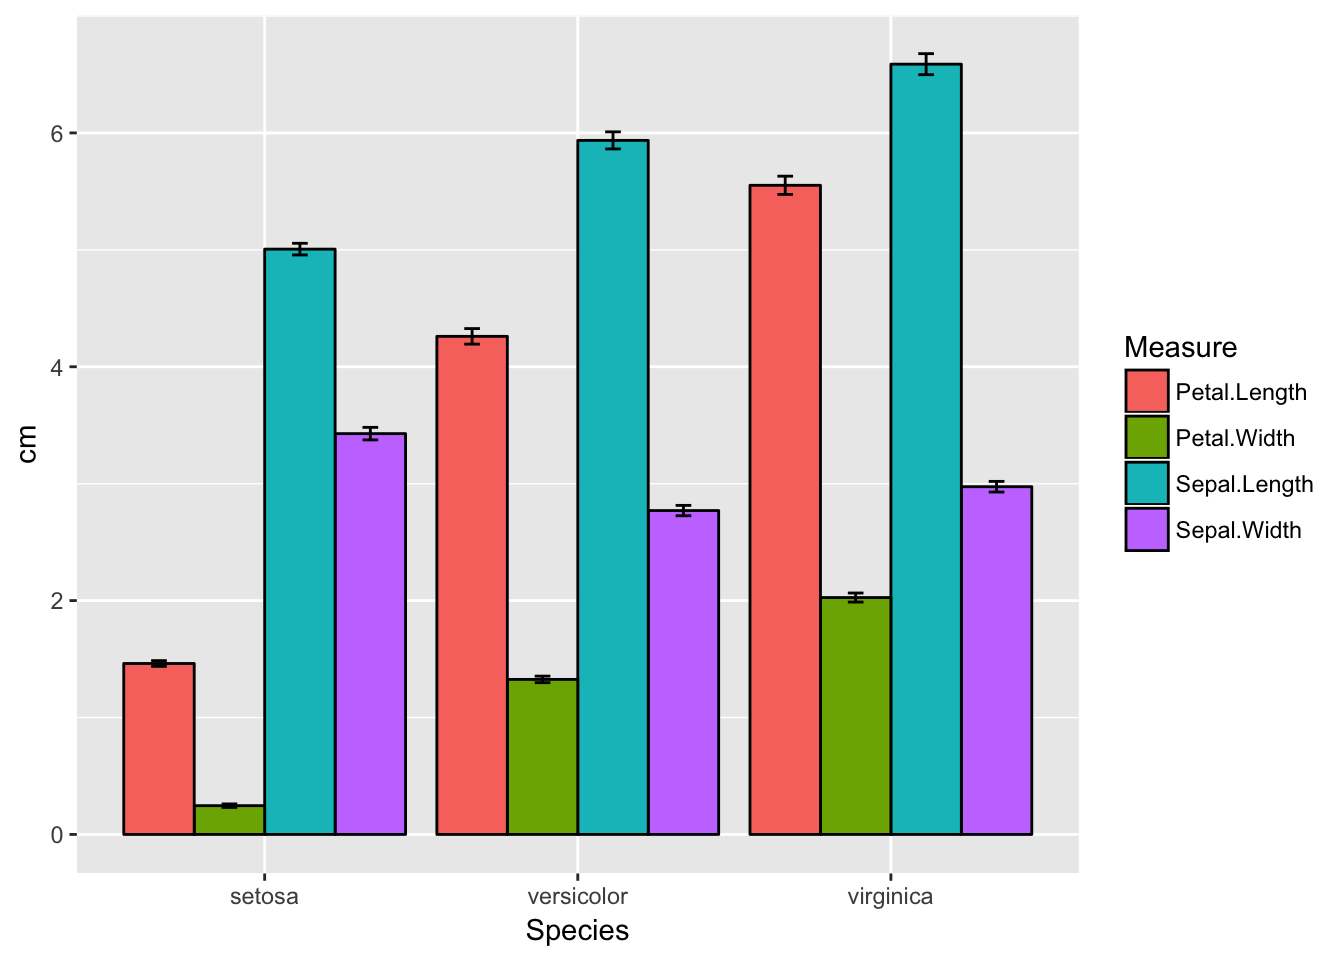 cm
6
4
2
0
setosa versicolor virginica
Species
Measure
Petal.Length
Petal.Width
Sepal.Length
Sepal.Width